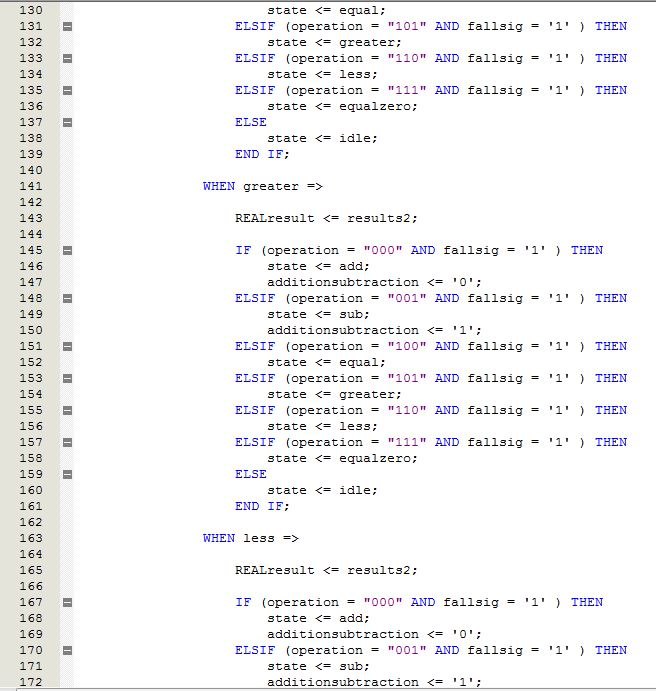 130 state <= equal;
131 ELSIF (operation = "101" AND fallsig = '1' ) THEN
132 state <= greater;
133 ELSIF (operation = "110" AND fallsig = '1' ) THEN
134 state <= less;
135 ELSIF (operation = "111" AND fallsig = '1' ) THEN
136 state <= equalzero;
137 ELSE
138 state <= idle;
139 END IF;
140
141 WHEN greater =>
142
143 REALresult <= results2;
144
145 IF (operation = "000" AND fallsig = '1' ) THEN
146 state <= add;
147 additionsubtraction <= '0';
148 ELSIF (operation = "001" AND fallsig = '1' ) THEN
149 state <= sub;
150 additionsubtraction <= '1';
151 ELSIF (operation = "100" AND fallsig = '1' ) THEN
152 state <= equal;
153 ELSIF (operation = "101" AND fallsig = '1' ) THEN
154 state <= greater;
155 ELSIF (operation = "110" AND fallsig = '1' ) THEN
156 state <= less;
157 ELSIF (operation = "111" AND fallsig = '1' ) THEN
158 state <= equalzero;
159 ELSE
160 state <= idle;
161 END IF;
162
163 WHEN less =>
164
165 REALresult <= results2;
166
167 IF (operation = "000" AND fallsig = '1' ) THEN
168 state <= add;
169 additionsubtraction <= '0';
170 ELSIF (operation = "001" AND fallsig = '1' ) THEN
171 state <= sub;
172 additionsubtraction <= '1';